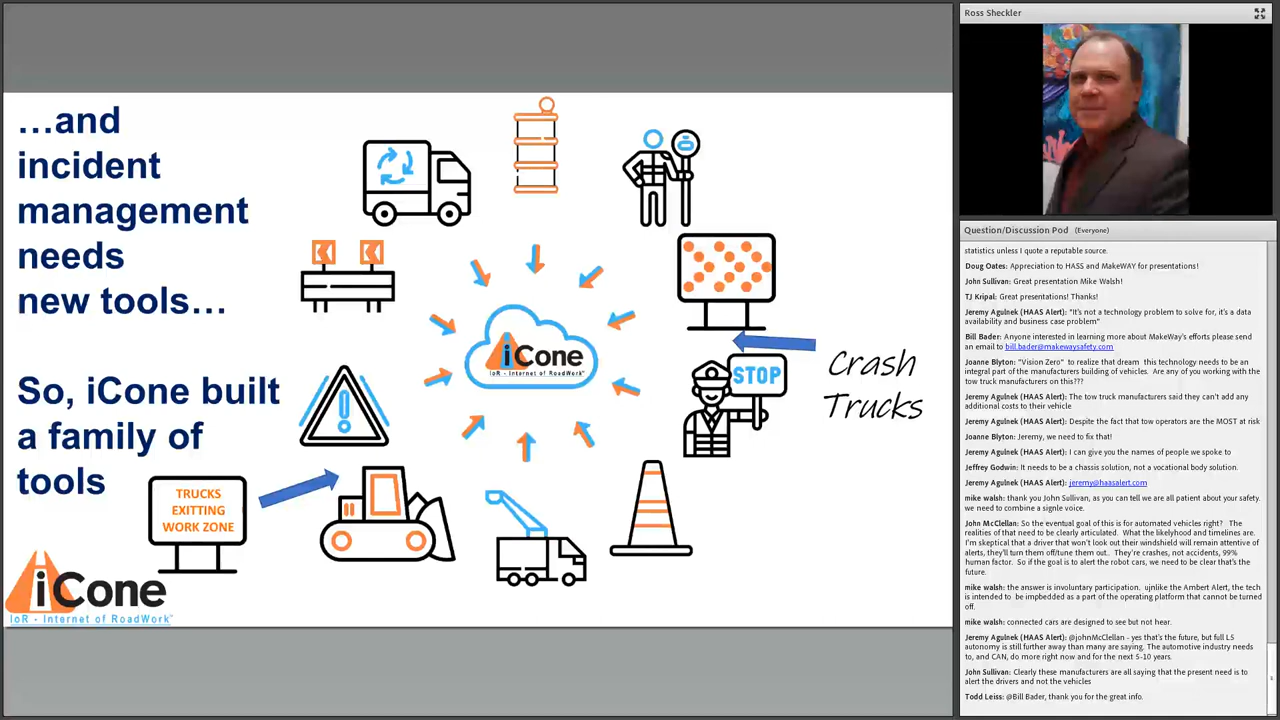 …and
incident
management
needs
new tools…
So, iCone built
a family of
tools
TRUCKS
EXITTING
WORK ZONE
iCone
IoR - Internet of RoadWork™
iCone
IoR - Internet of RoadWork™
STOP
Crash
Trucks
Ross Sheckler
Question/Discussion Pod (Everyone)
statistics unless I quote a reputable source.
Doug Oates: Appreciation to HASS and MakeWAY for presentations!
John Sullivan: Great presentation Mike Walsh!
TJ Kripal: Great presentations! Thanks!
Jeremy Agulnek (HAAS Alert): "It's not a technology problem to solve for, it's a data
availability and business case problem"
Bill Bader: Anyone interested in learning more about MakeWay's efforts please send
an email to bill.bader@makewaysafety.com
Joanne Blyton: "Vision Zero" to realize that dream this technology needs to be an
integral part of the manufacturers building of vehicles. Are any of you working with the
tow truck manufacturers on this???
Jeremy Agulnek (HAAS Alert): The tow truck manufacturers said they can't add any
additional costs to their vehicle
Jeremy Agulnek (HAAS Alert): Despite the fact that tow operators are the MOST at risk
Joanne Blyton: Jeremy, we need to fix that!
Jeremy Agulnek (HAAS Alert): I can give you the names of people we spoke to
Jeffrey Godwin: It needs to be a chassis solution, not a vocational body solution.
Jeremy Agulnek (HAAS Alert): jeremy@haasalert.com
mike walsh: thank you John Sullivan, as you can tell we are all patient about your safety.
we need to combine a signle voice.
John McClellan: So the eventual goal of this is for automated vehicles right? The
realities of that need to be clearly articulated. What the likelyhood and timelines are.
I'm skeptical that a driver that won't look out their windshield will remain attentive of
alerts, they'll turn them off/tune them out.. They're crashes, not accidents, 99%
human factor. So if the goal is to alert the robot cars, we need to be clear that's the
future.
mike walsh: the answer is involuntary participation. ujnlike the Ambert Alert, the tech
is intended to be impbedded as a part of the operating platform that cannot be turned
off.
mike walsh: connected cars are designed to see but not hear.
Jeremy Agulnek (HAAS Alert): @johnMcClellan - yes that's the future, but full L5
autonomy is still further away than many are saying. The automotive industry needs
to, and CAN, do more right now and for the next 5-10 years.
John Sullivan: Clearly these manufacturers are all saying that the present need is to
alert the drivers and not the vehicles
Todd Leiss: @Bill Bader, thank you for the great info.